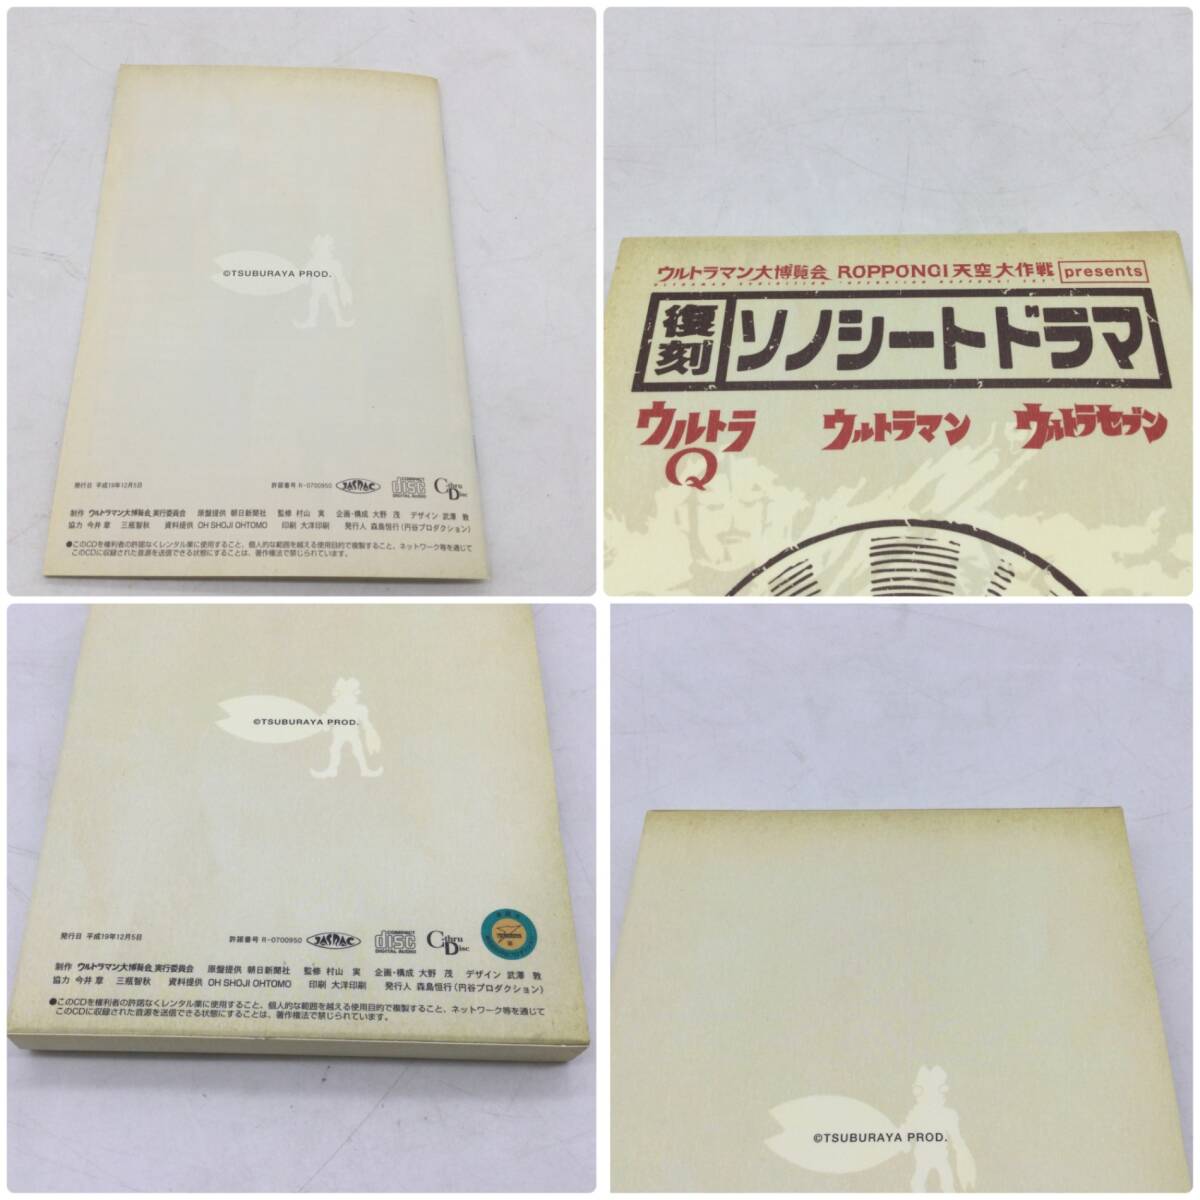 ©TSUBURAYA PROD.
発行日 平成19年12月5日
許諾番号 R-0700950 JASRAC COMPACT disc DIGITAL AUDIO C-thru Disc
制作 ウルトラマン大博覧会 実行委員会 原盤提供 朝日新聞社 監修 村山 実 企画・構成 大野 茂 デザイン 武澤 敦
協力 今井 章 三瓶智秋 資料提供 OH SHOJI OHTOMO 印刷 大洋印刷 発行人 森島恒行(円谷プロダクション)
●このCDを権利者の許諾なくレンタル業に使用すること、個人的な範囲を越える使用目的で複製すること、ネットワーク等を通じて
このCDに収録された音源を送信できる状態にすることは、著作権法で禁じられています。
ウルトラマン大博覧会 ROPPONGI天空大作戦 presents
ULTRAMAN EXHIBITION "OPERATION ROPPONGI SKY"
復刻 ソノシートドラマ
ウルトラQ ウルトラマン ウルトラセブン
©TSUBURAYA PROD.
発行日 平成19年12月5日
許諾番号 R-0700950 JASRAC COMPACT disc DIGITAL AUDIO C-thru Disc
制作 ウルトラマン大博覧会 実行委員会 原盤提供 朝日新聞社 監修 村山 実 企画・構成 大野 茂 デザイン 武澤 敦
協力 今井 章 三瓶智秋 資料提供 OH SHOJI OHTOMO 印刷 大洋印刷 発行人 森島恒行(円谷プロダクション)
●このCDを権利者の許諾なくレンタル業に使用すること、個人的な範囲を越える使用目的で複製すること、ネットワーク等を通じて
このCDに収録された音源を送信できる状態にすることは、著作権法で禁じられています。
©TSUBURAYA PROD.